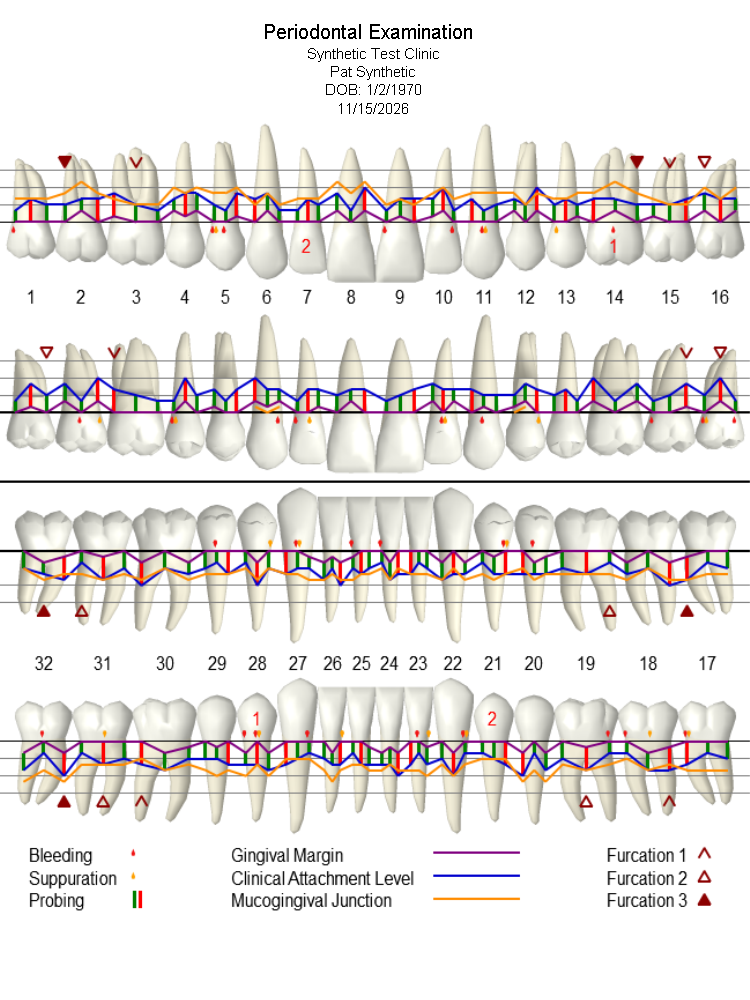 Periodontal Examination
Synthetic Test Clinic
Pat Synthetic
DOB: 1/2/1970
11/15/2026
2 1
1 2 3 4 5 6 7 8 9 10 11 12 13 14 15 16
32 31 30 29 28 27 26 25 24 23 22 21 20 19 18 17
1 2
Bleeding Gingival Margin Furcation 1
Suppuration Clinical Attachment Level Furcation 2
Probing Mucogingival Junction Furcation 3